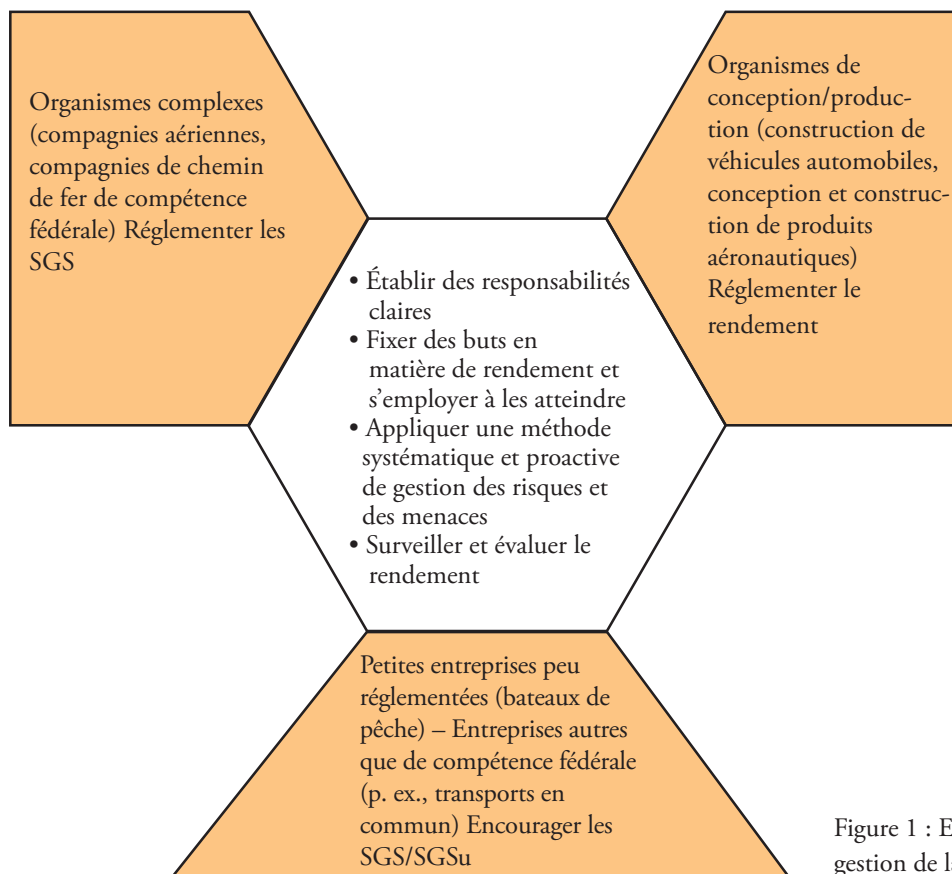 Organismes complexes
(compagnies aériennes,
compagnies de chemin
de fer de compétence
fédérale) Réglementer les
SGS
Organismes de
conception/produc-
tion (construction de
véhicules automobiles,
conception et construc-
tion de produits
aéronautiques)
Réglementer le
rendement
• Établir des responsabilités
claires
• Fixer des buts en
matière de rendement et
s'employer à les atteindre
• Appliquer une méthode
systématique et proactive
de gestion des risques et
des menaces
• Surveiller et évaluer le
rendement
Petites entreprises peu
réglementées (bateaux de
pêche) – Entreprises autres
que de compétence fédérale
(p. ex., transports en
commun) Encourager les
SGS/SGSu
Figure 1 :
gestion de